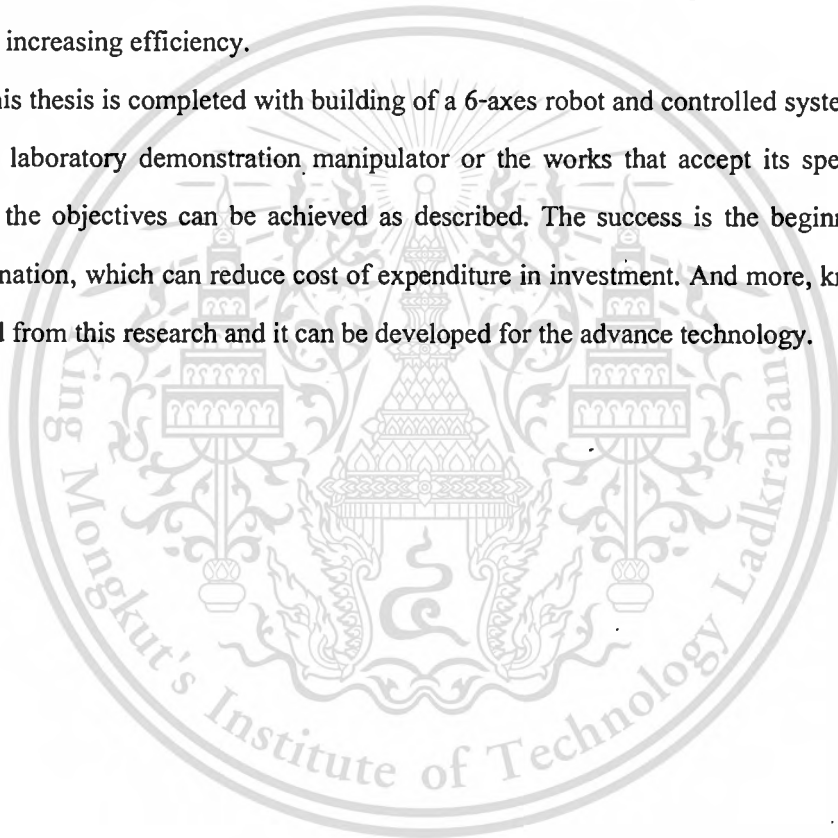 increasing efficiency.
his thesis is completed with building of a 6-axes robot and controlled syste
laboratory demonstration manipulator or the works that accept its spe
the objectives can be achieved as described. The success is the begin
nation, which can reduce cost of expenditure in investment. And more, k
from this research and it can be developed for the advance technology.
King Mongkut's Institute of Technology Ladkrabang